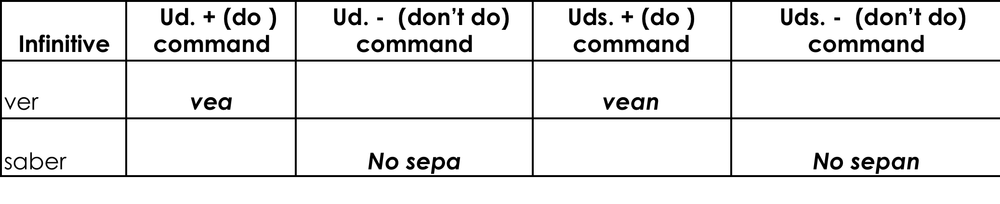 Infinitive
Ud. + (do )
command
Ud. - (don't do)
command
Uds. + (do )
command
Uds. - (don't do)
command
ver
vea
vean
saber
No sepa
No sepan